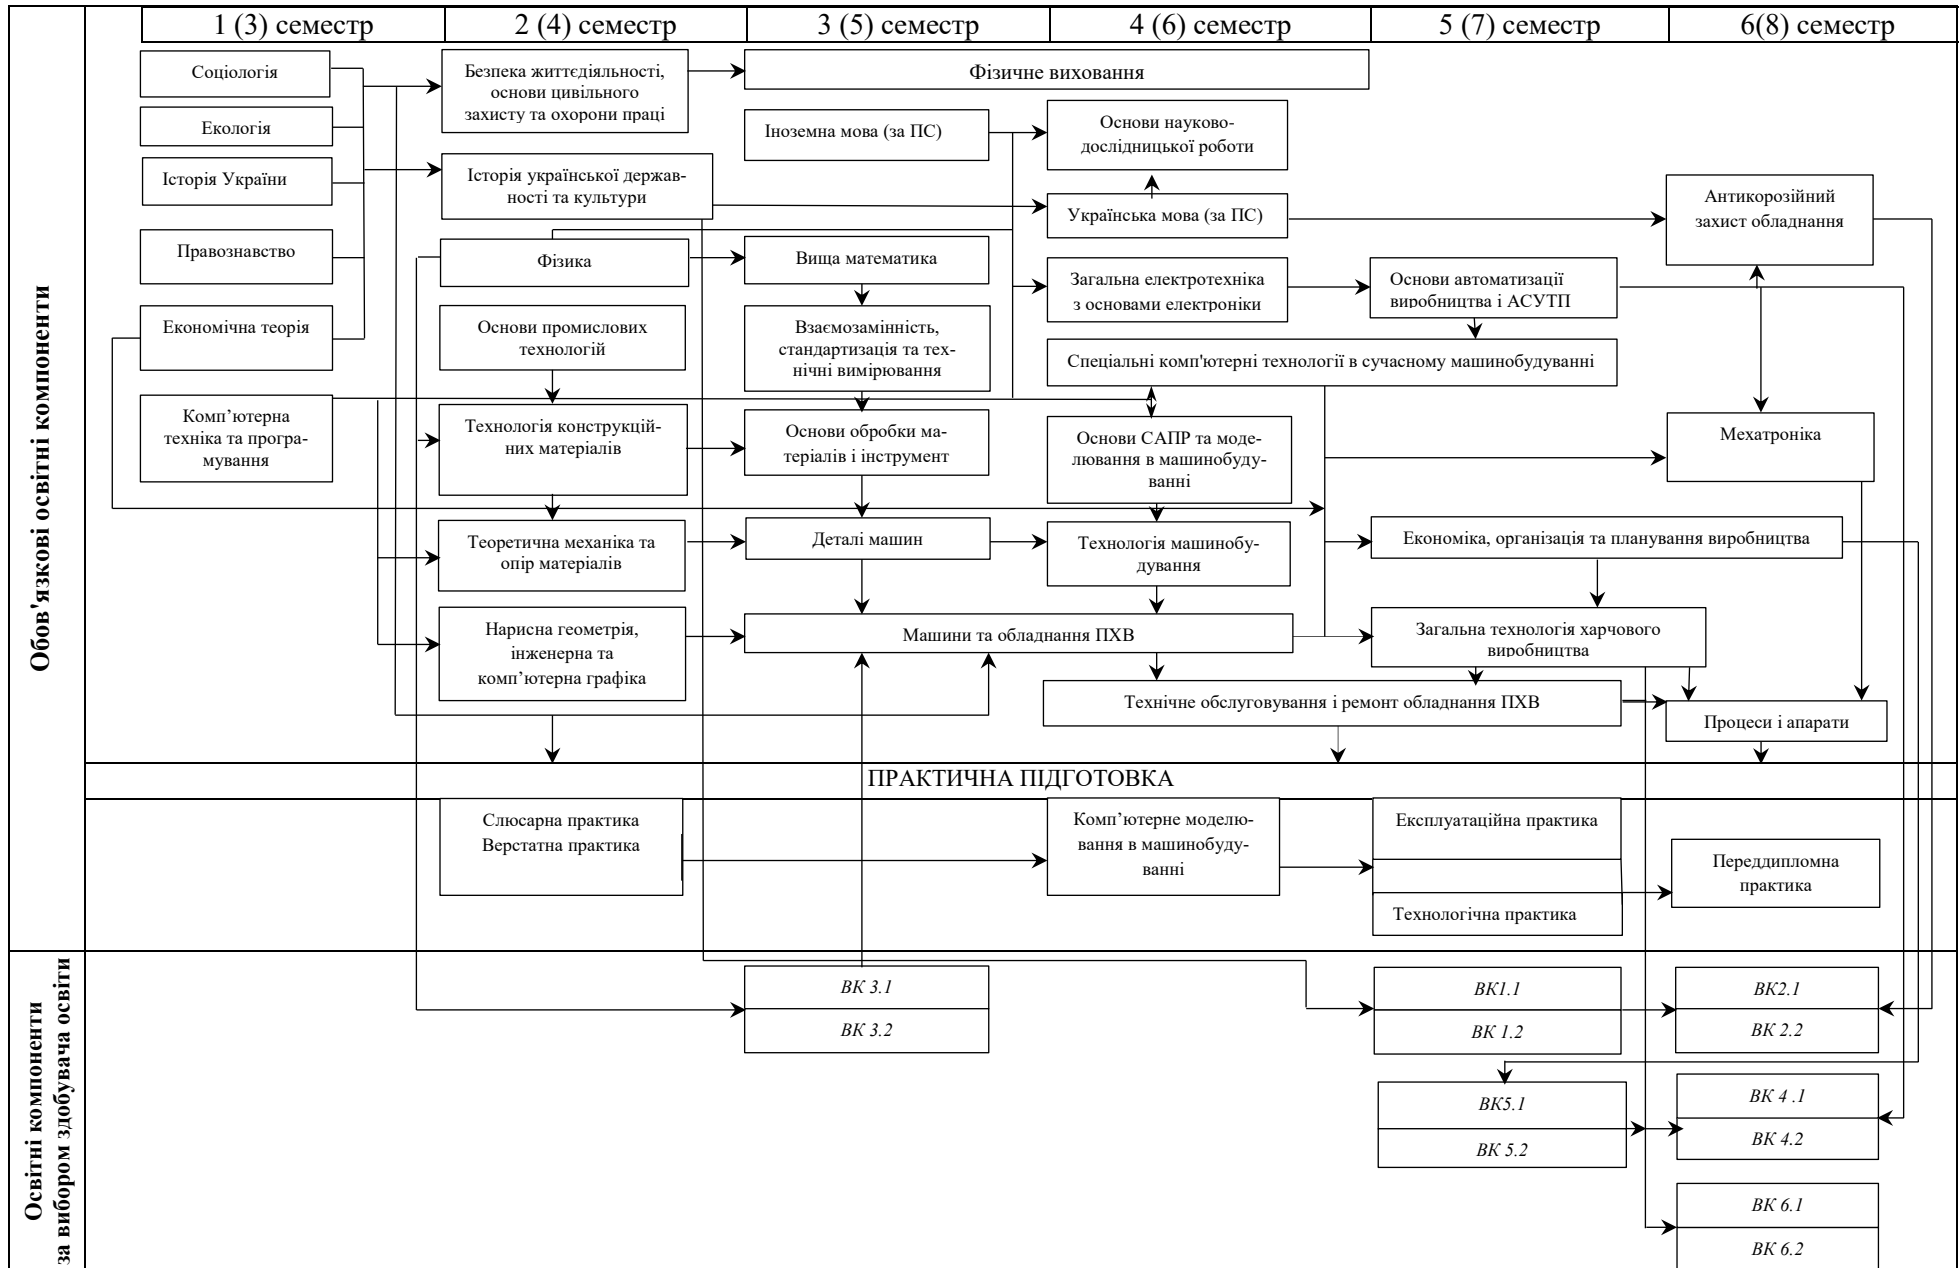 1 (3) семестр
2 (4) семестр
3 (5) семестр
4 (6) семестр
5 (7) семестр
6(8) семестр
Обов'язкові освітні компоненти
Соціологія
Екологія
Історія України
Правознавство
Економічна теорія
Комп’ютерна
техніка та програ-
мування
Безпека життєдіяльності,
основи цивільного
захисту та охорони праці
Історія української держав-
ності та культури
Фізика
Основи промислових
технологій
Технологія конструкцій-
них матеріалів
Теоретична механіка та
опір матеріалів
Нарисна геометрія,
інженерна та
комп’ютерна графіка
Фізичне виховання
Іноземна мова (за ПС)
Вища математика
Взаємозамінність,
стандартизація та тех-
нічні вимірювання
Основи обробки ма-
теріалів і інструмент
Деталі машин
Машини та обладнання ПХВ
Основи науково-
дослідницької роботи
Українська мова (за ПС)
Загальна електротехніка
з основами електроніки
Спеціальні комп'ютерні технології в сучасному машинобудуванні
Основи САПР та моде-
лювання в машинобуду-
ванні
Технологія машинобу-
дування
Технічне обслуговування і ремонт обладнання ПХВ
Основи автоматизації
виробництва і АСУТП
Економіка, організація та планування виробництва
Загальна технологія харчового
виробництва
Антикорозійний
захист обладнання
Мехатроніка
Процеси і апарати
ПРАКТИЧНА ПІДГОТОВКА
Слюсарна практика
Верстатна практика
Комп’ютерне моделю-
вання в машинобуду-
ванні
Експлуатаційна практика
Технологічна практика
Переддипломна
практика
Освітні компоненти
за вибором здобувача освіти
ВК 3.1
ВК 3.2
ВК1.1
ВК 1.2
ВК2.1
ВК 2.2
ВК5.1
ВК 5.2
ВК 4 .1
ВК 4.2
ВК 6.1
ВК 6.2